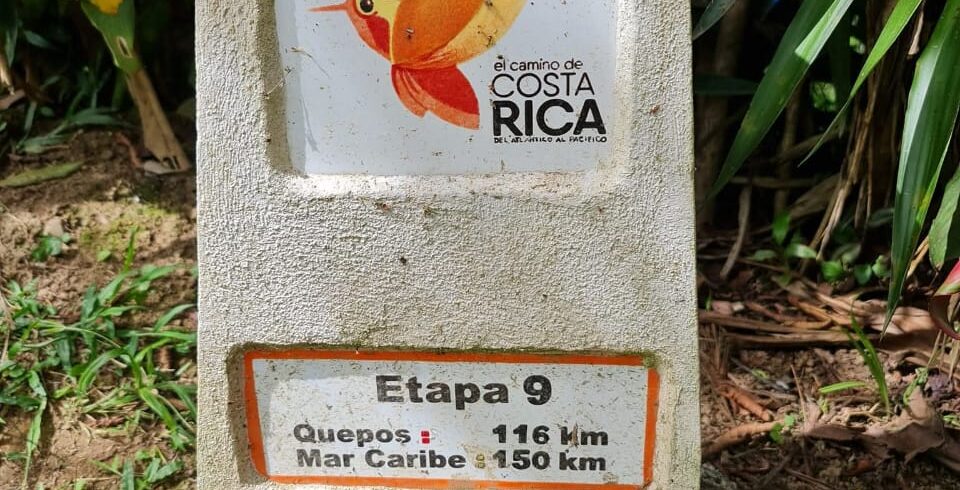 el camino de
COSTA
RICA
DEL ATLÁNTICO AL PACÍFICO
Etapa 9
Quepos : 116 km
Mar Caribe : 150 km